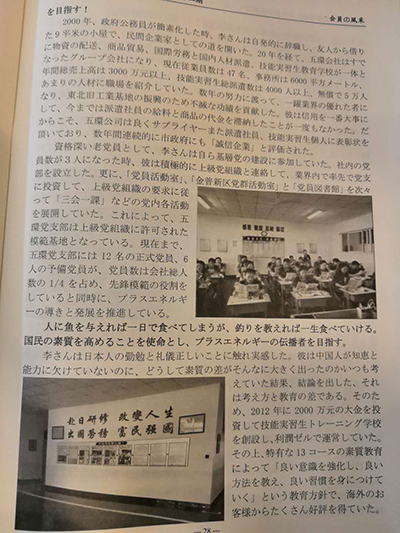 会員の風采
を目指す！
2000年、政府公務員が簡素化した時、李さんは自発的に辞職し、友人から借り
た9平米の小屋で、民間企業家としての道を開いた。20年を経て、五環公司はすで
に物資の配送、商品貿易、国際労務と国内人材派遣、技能実習生教育学校が一体と
なったグループ会社になり、現在従業員数は47名、事務所は6000平方メートル、
年間総売上高は3000万元以上、技能実習生総派遣数は4000人以上、無償で5万人
あまりの人材に職場を紹介していた。数年の努力に渡って、一躍業界の優れた者に
なり、東北旧工業基地の振興のため不滅な功績を貢献した。彼は信用を一番大事に
して、今までは派遣社員の給料と商品の代金を滞納したことが一度もなかった。だ
からこそ、五環公司は良くサプライヤーまた派遣社員、技能実習生個人に表彰状を
頂いており、数年間連続的に市政府にも「誠信企業」と評価された。
資格深い老党員として、李さんは自ら基層党の建設に参加していた。社内の党
員数が3人になった時、彼は積極的に上級党組織と連絡して、業界内で率先で党支
部を設立した。更に、「党員活動室」、「金普新区党群活動室」と「党員図書館」を次々
に投資して、上級党組織の要求に従
って「三会一課」などの党内各活動
を展開していた。これによって、五
環党支部は上級党組織に許可された
模範基地となっている。現在まで、
五環党支部には12名の正式党員、6
人の予備党員が、党員数は会社総人
数の1/4を占め、先鋒模範の役割を
していると同時に、プラスエネルギ
ーの導きと発展を推進している。
人に魚を与えれば一日で食べてしまうが、釣りを教えれば一生食べていける。
国民の素質を高めることを使命とし、プラスエネルギーの伝播者を目指す。
李さんは日本人の勤勉と礼儀正しいことに触れ実感した。彼は中国人が知恵と
能力に欠けていないのに、どうして素質の差がそんなに大きく出ったのかいつも考
えていた結果、結論を出した、それ
は考え方と教育の差である。そのた
め、2012年に2000万元の大金を投
資して技能実習生トレーニング学校
を創設し、利潤ゼルで運営していた。
その上、特有な13コースの素質教育
によって「良い意識を強化し、良い
方法を教え、良い習慣を身につけて
いく」という教育方針で、海外のお
客様からたくさん好評を得ていた。
赴日研修 改变人生
出国劳务 富民强国
— 28 —